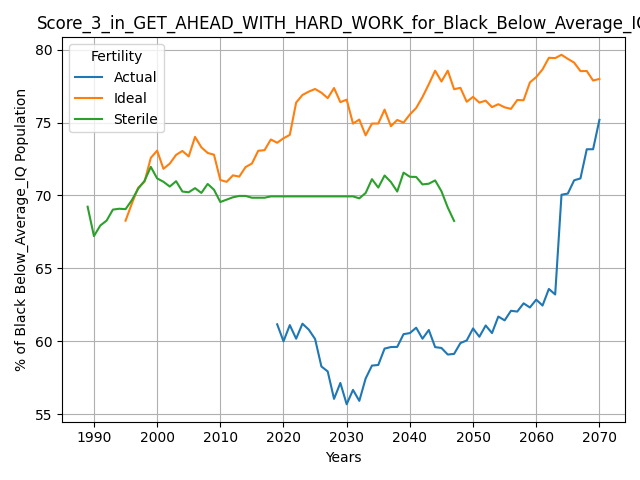 Score_3_in_GET_AHEAD_WITH_HARD_WORK_for_Black_Below_Average_IQ
Fertility
Actual
Ideal
Sterile
% of Black Below_Average_IQ Population
80
75
70
65
60
55
1990 2000 2010 2020 2030 2040 2050 2060 2070
Years